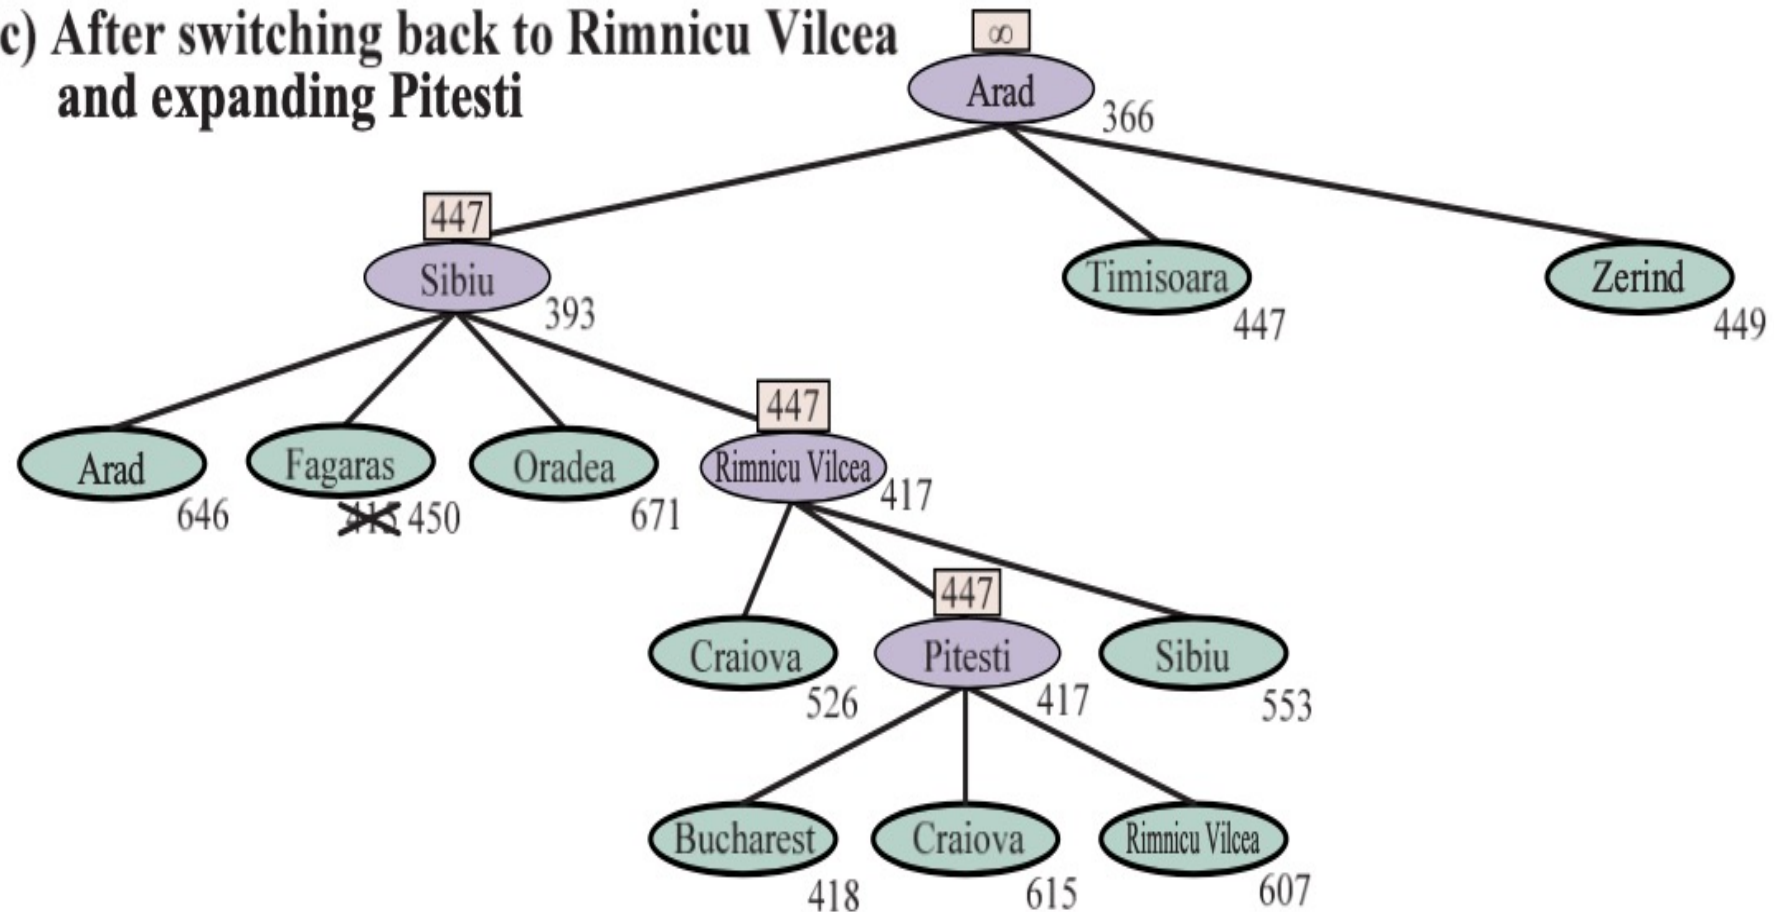 c) After switching back to Rimnicu Vilcea
and expanding Pitesti
∞
Arad
366
447
Sibiu
393
Timisoara
447
Zerind
449
Arad
646
Fagaras
415 450
Oradea
671
447
Rimnicu Vilcea
417
Craiova
526
447
Pitesti
417
Sibiu
553
Bucharest
418
Craiova
615
Rimnicu Vilcea
607